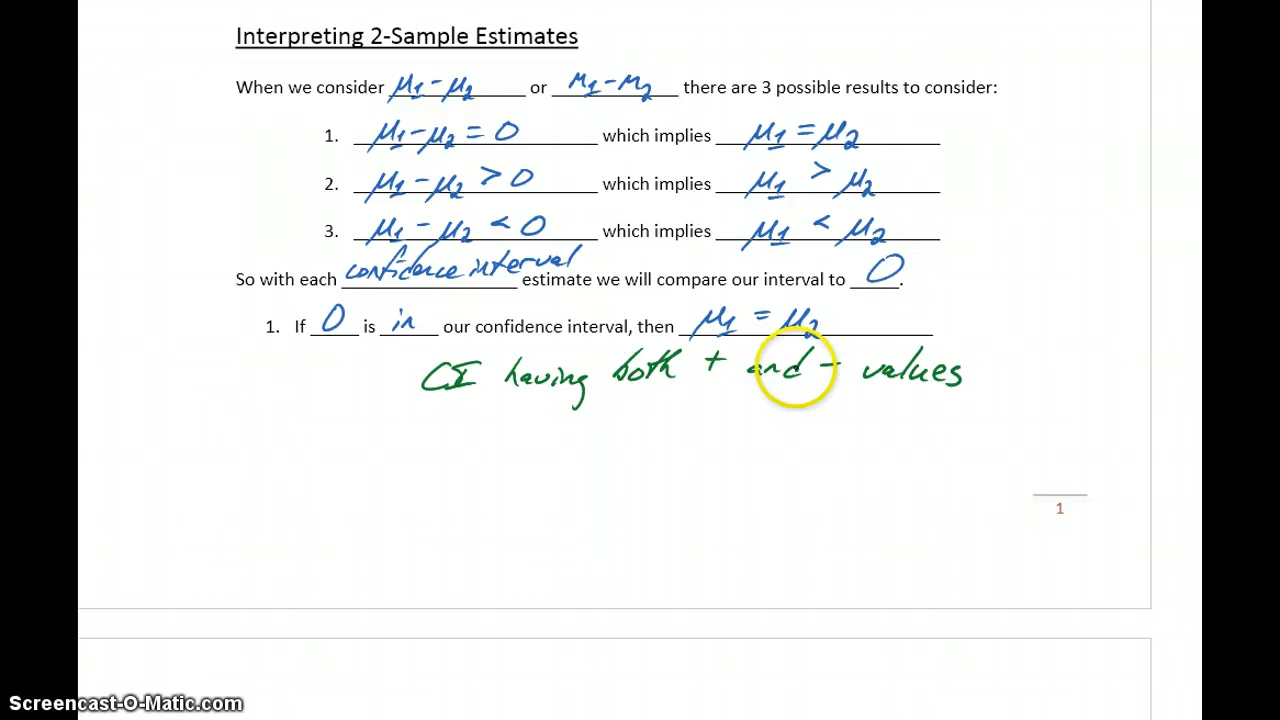 Interpreting 2-Sample Estimates
When we consider μ1 - μ2 or μ1 - μ2 there are 3 possible results to consider:
1. μ1 - μ2 = 0 which implies μ1 = μ2
2. μ1 - μ2 > 0 which implies μ1 > μ2
3. μ1 - μ2 < 0 which implies μ1 < μ2
So with each confidence interval estimate we will compare our interval to 0.
1. If 0 is in our confidence interval, then μ1 = μ2
CI having both + and - values
1
Screencast-O-Matic.com